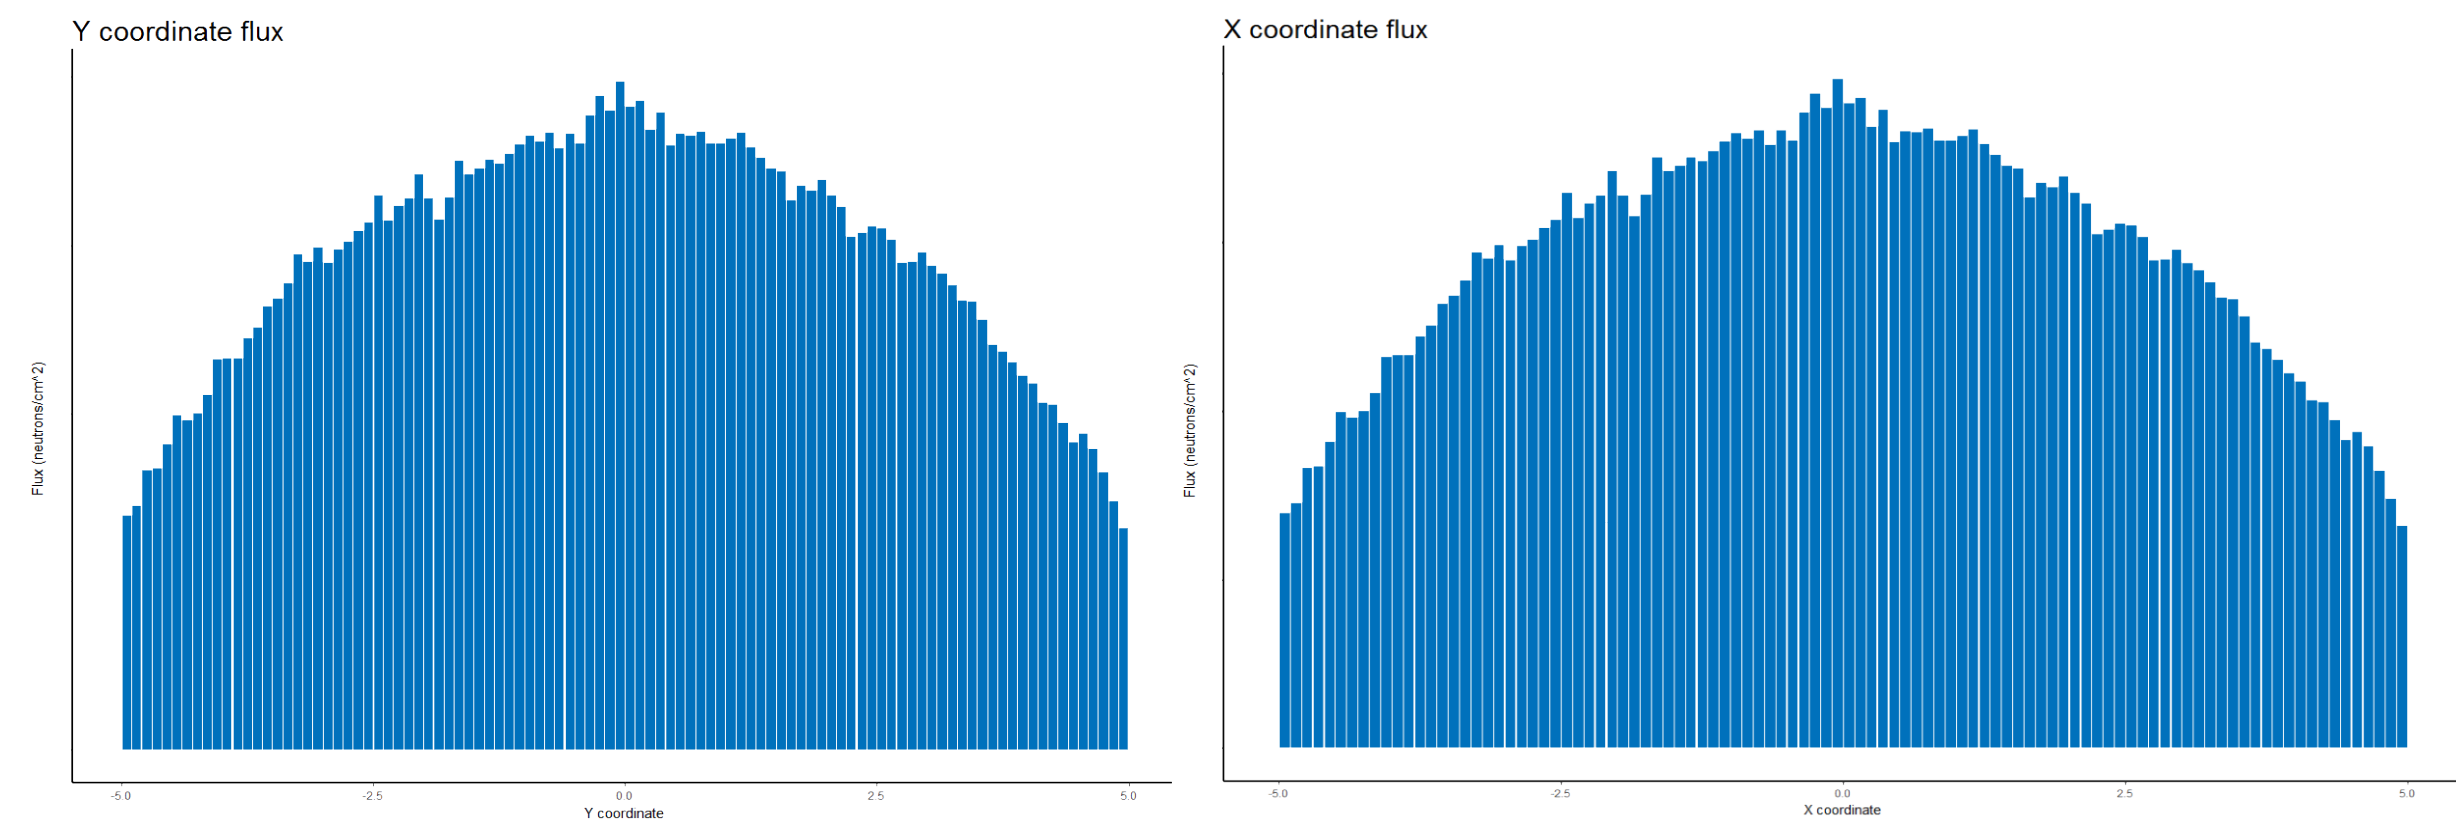 Y coordinate flux
Flux (neutrons/cm^2)
-5.0 -2.5 0.0 2.5 5.0
Y coordinate
X coordinate flux
Flux (neutrons/cm^2)
-5.0 -2.5 0.0 2.5 5.0
X coordinate